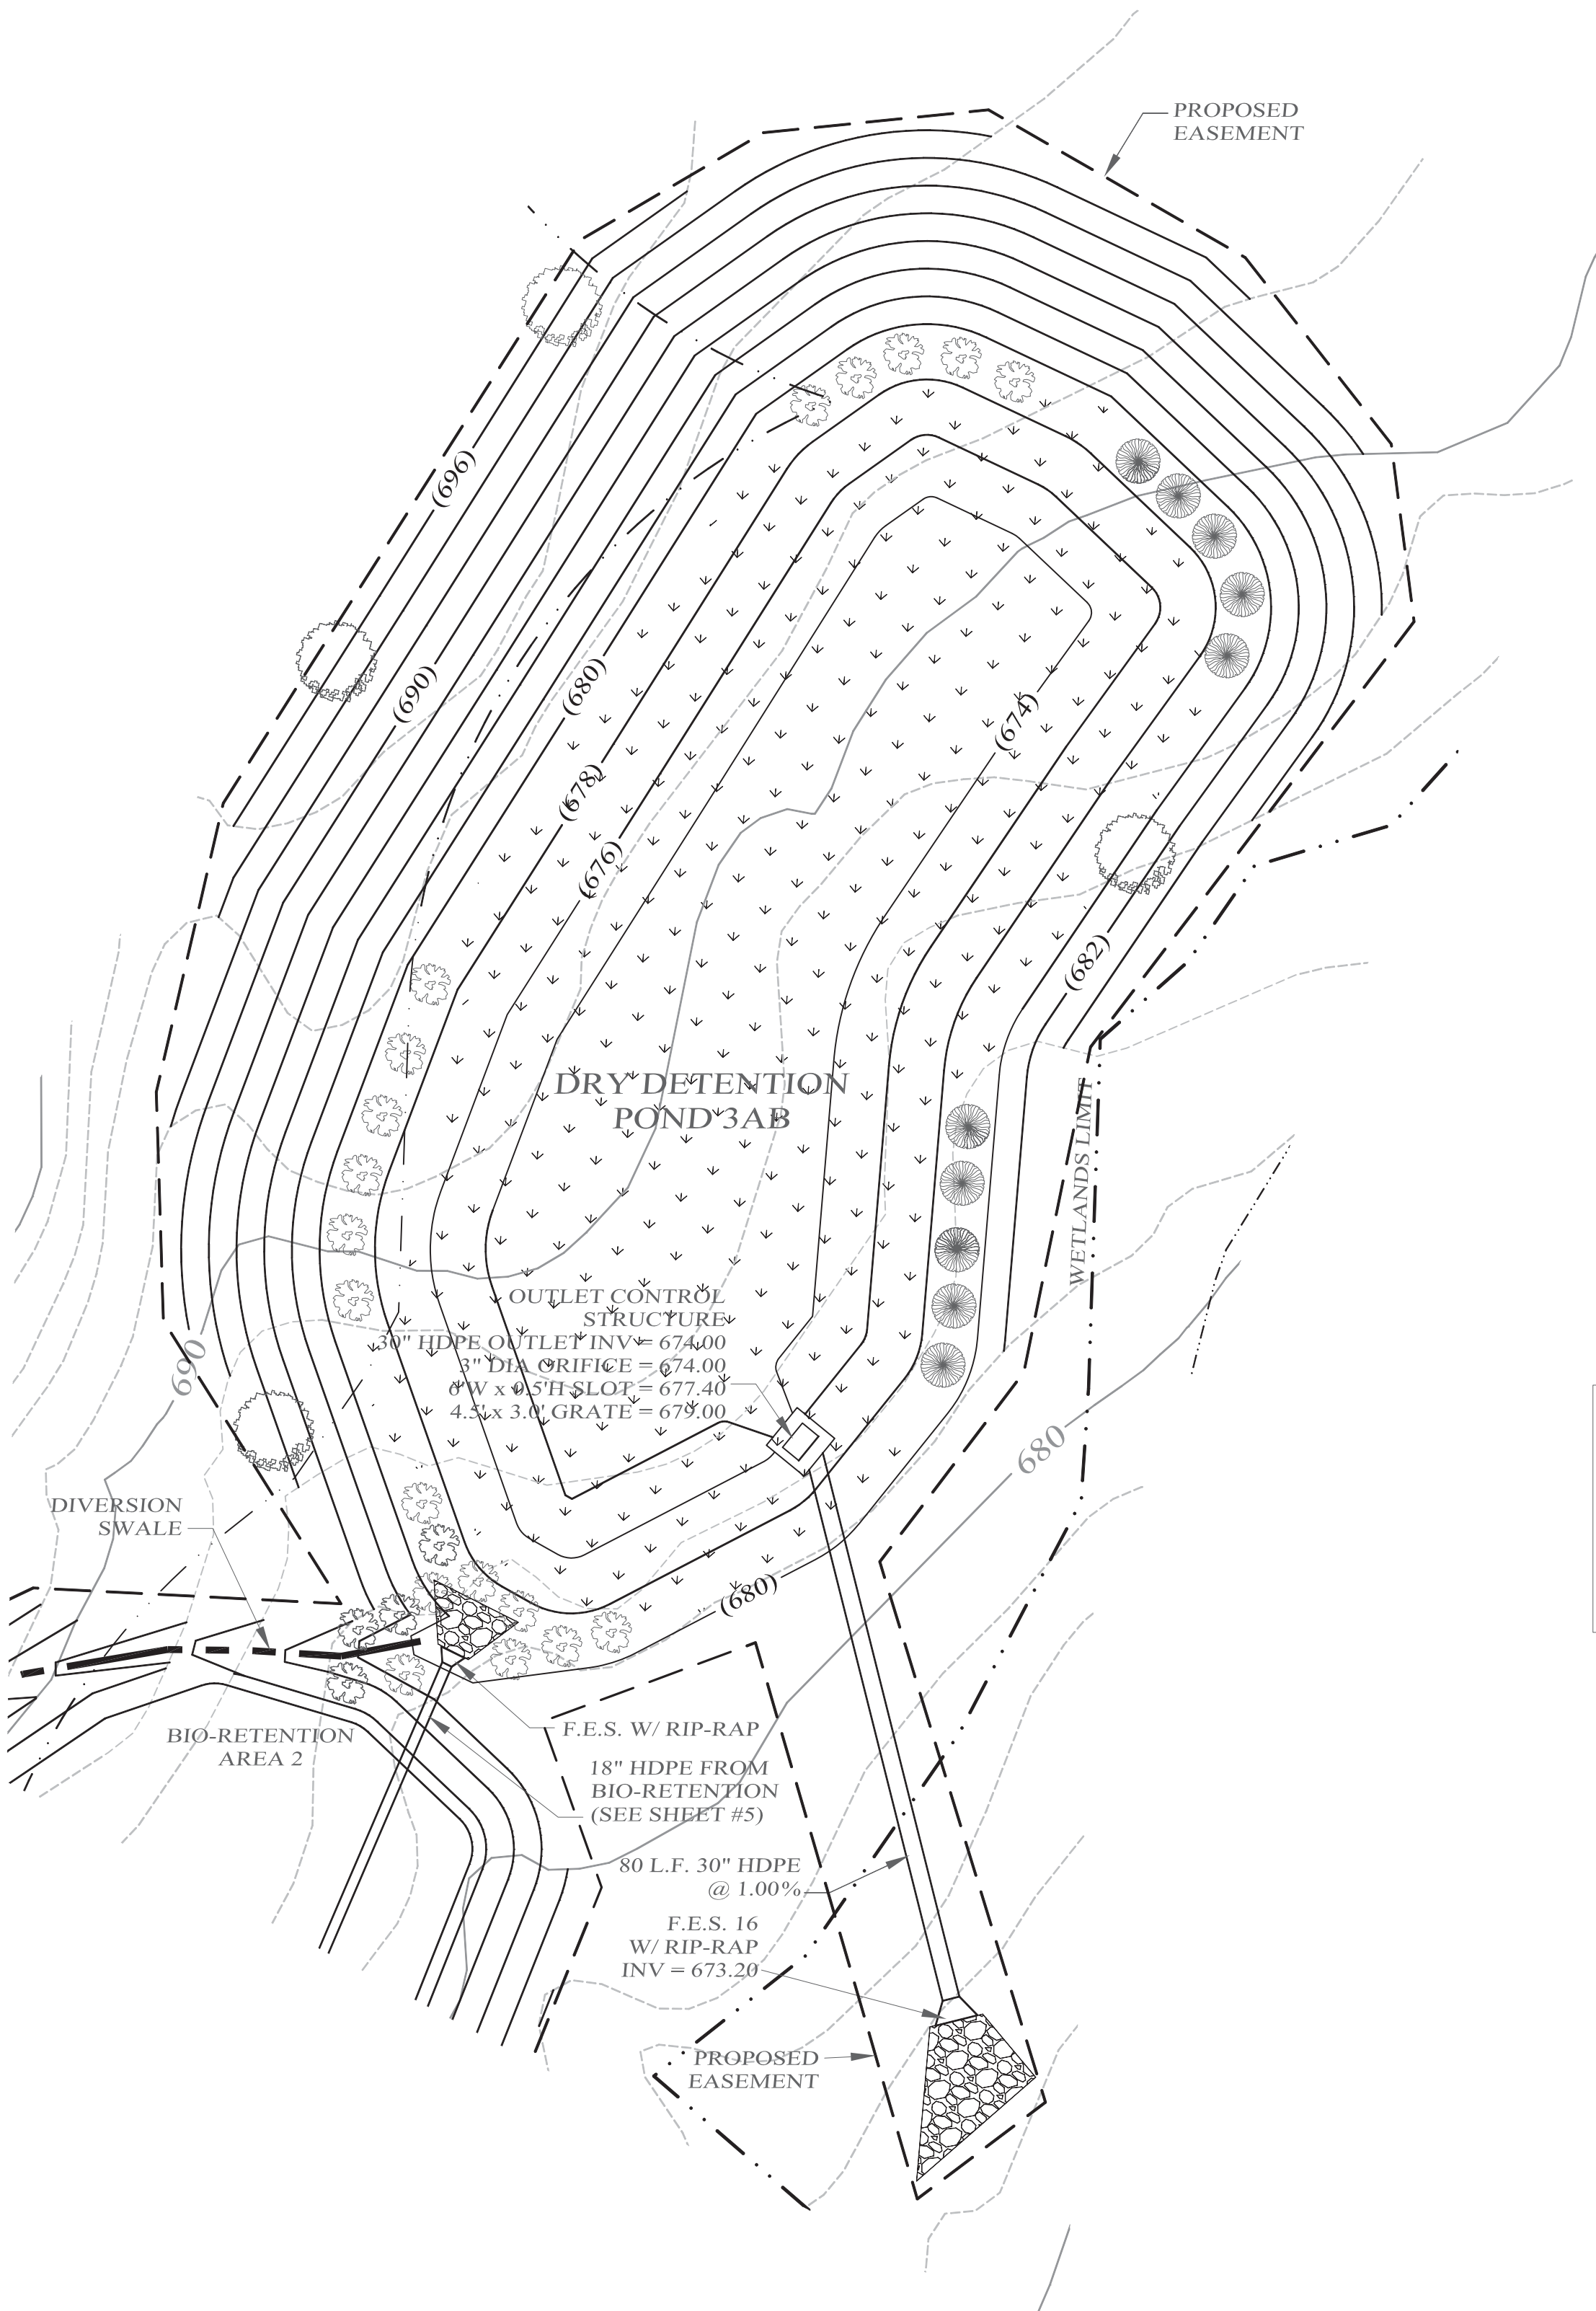 PROPOSED
EASEMENT
(696)
(690)
(680)
(674)
(678)
(676)
(682)
DRY DETENTION
POND 3AB
WETLANDS LIMIT
OUTLET CONTROL
STRUCTURE
30" HDPE OUTLET INV = 674.00
3" DIA ORIFICE = 674.00
6'W x 0.5'H SLOT = 677.40
4.5' x 3.0' GRATE = 679.00
690
680
DIVERSION
SWALE
(680)
BIO-RETENTION
AREA 2
F.E.S. W/ RIP-RAP
18" HDPE FROM
BIO-RETENTION
(SEE SHEET #5)
80 L.F. 30" HDPE
@ 1.00%
F.E.S. 16
W/ RIP-RAP
INV = 673.20
PROPOSED
EASEMENT